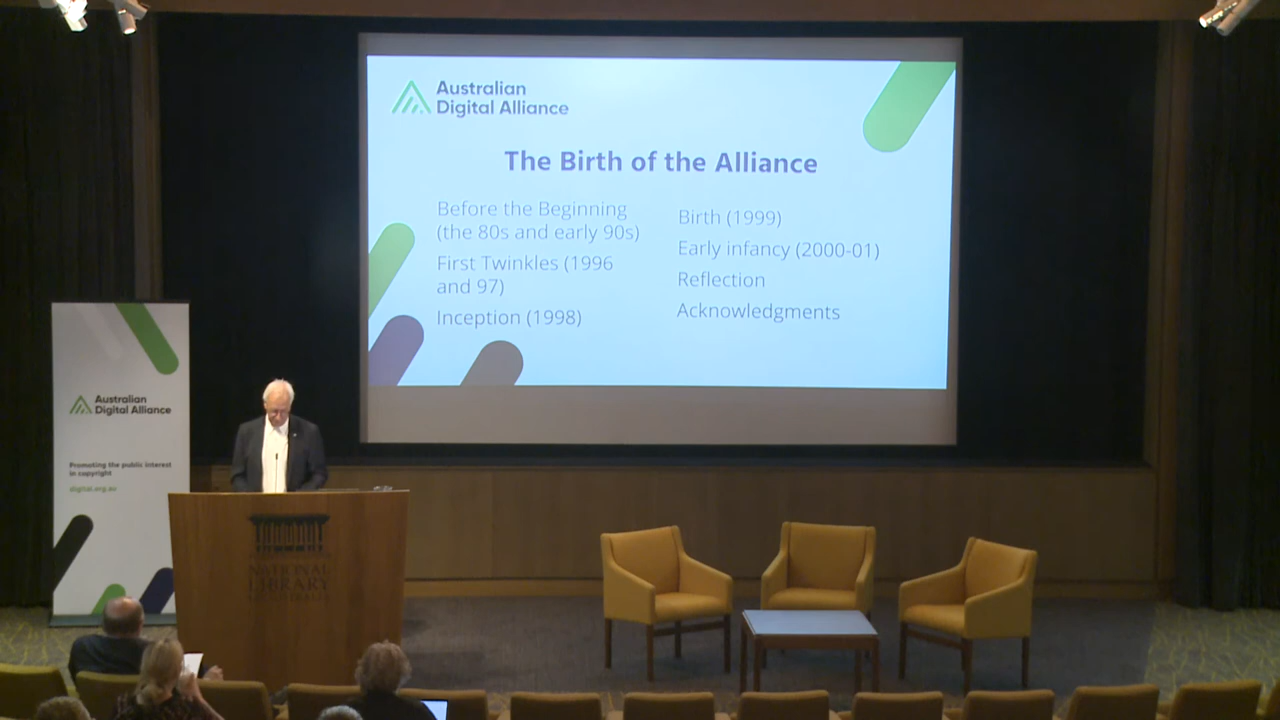 Australian
Digital Alliance
The Birth of the Alliance
Before the Beginning
(the 80s and early 90s)
First Twinkles (1996
and 97)
Inception (1998)
Birth (1999)
Early infancy (2000-01)
Reflection
Acknowledgments
Australian
Digital Alliance
Promoting the public interest
in copyright
digital.org.au
NATIONAL
LIBRARY